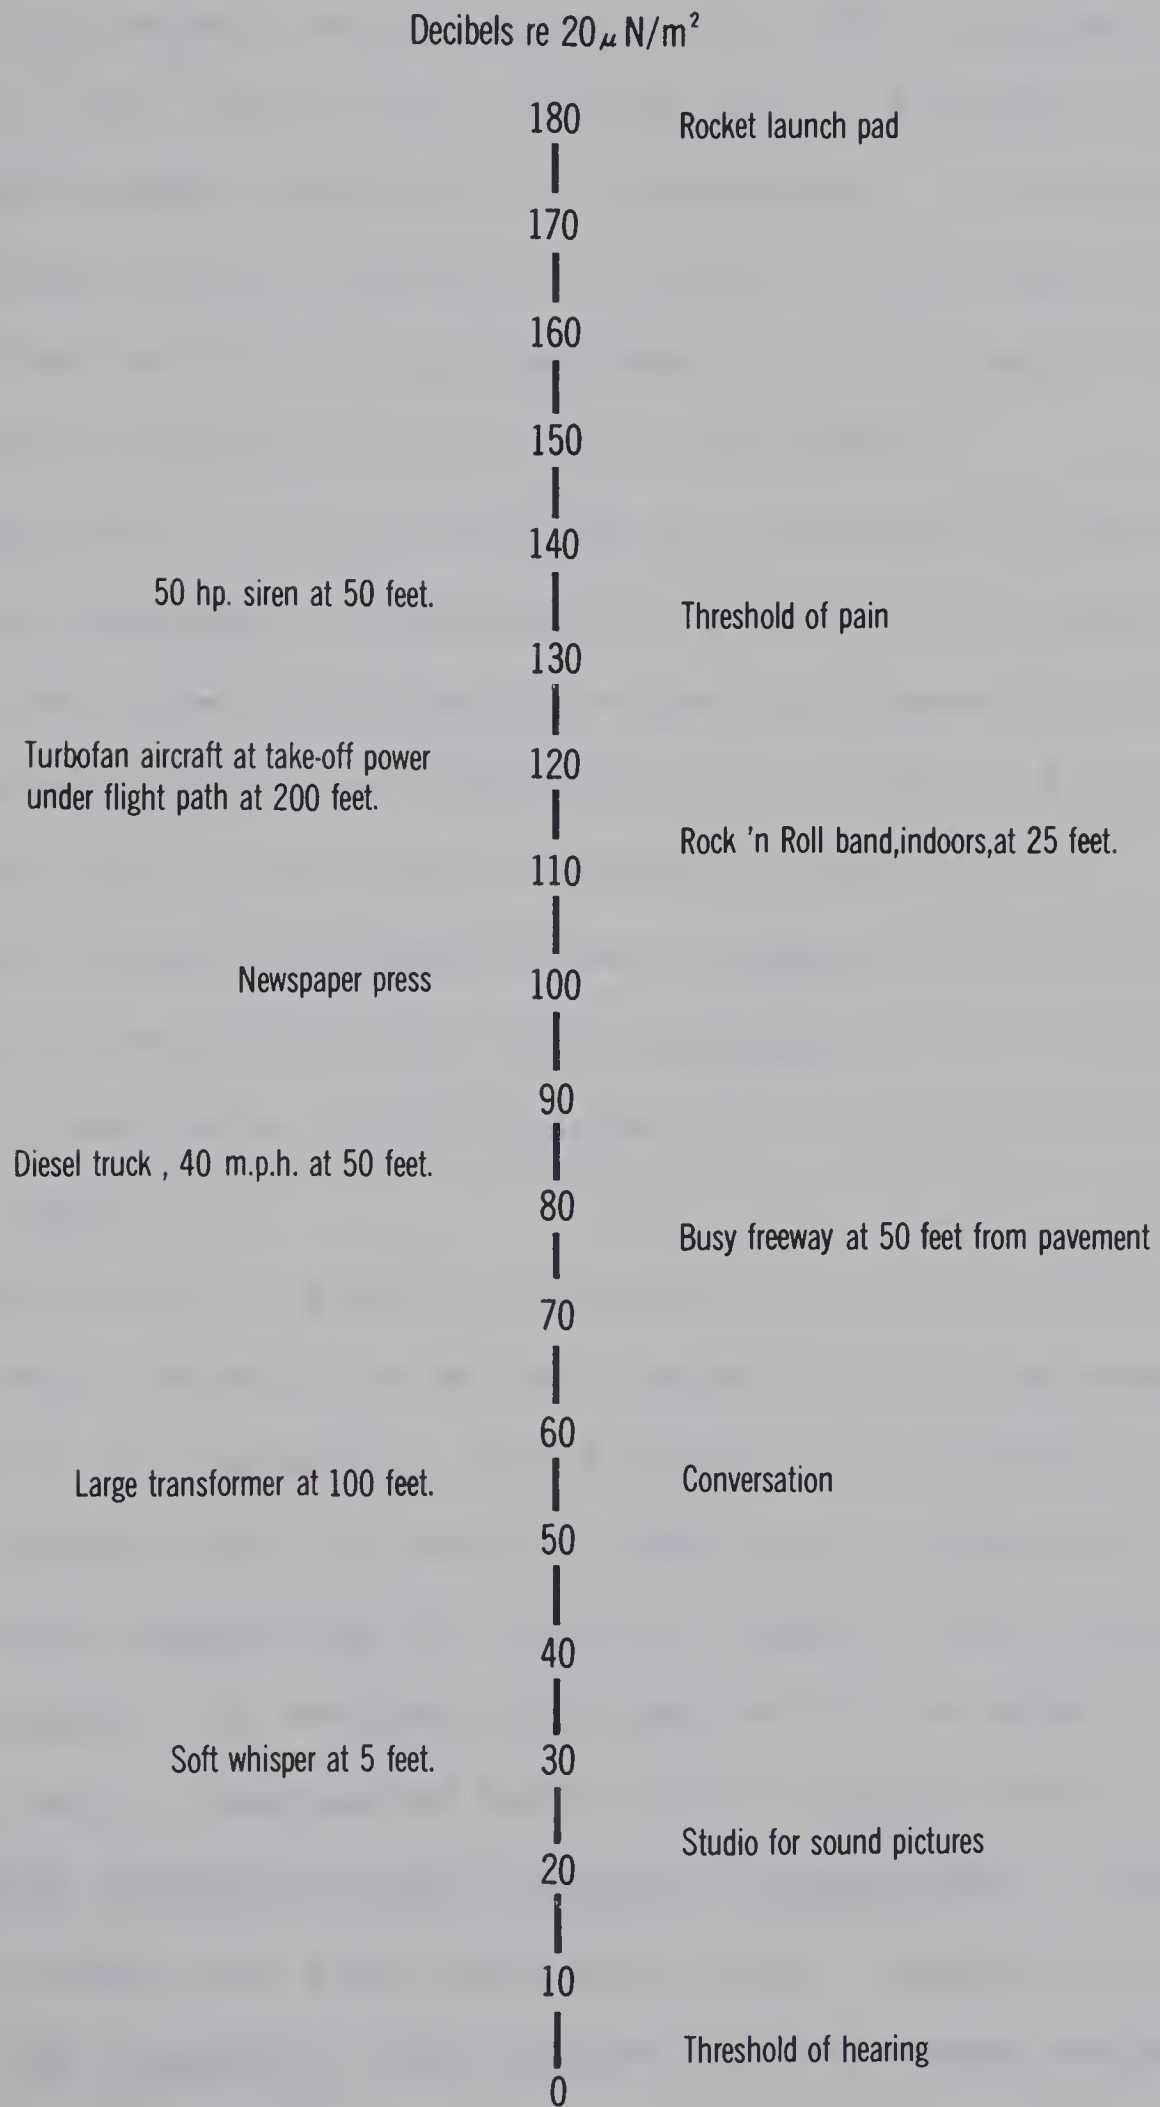 Decibels re 20μ N/m²
180 Rocket launch pad
170
160
150
140
50 hp. siren at 50 feet.
Threshold of pain
130
Turbofan aircraft at take-off power
120
under flight path at 200 feet.
Rock 'n Roll band,indoors,at 25 feet.
110
Newspaper press 100
90
Diesel truck , 40 m.p.h. at 50 feet.
80
Busy freeway at 50 feet from pavement
70
60
Large transformer at 100 feet. Conversation
50
40
Soft whisper at 5 feet. 30
Studio for sound pictures
20
10
Threshold of hearing
0